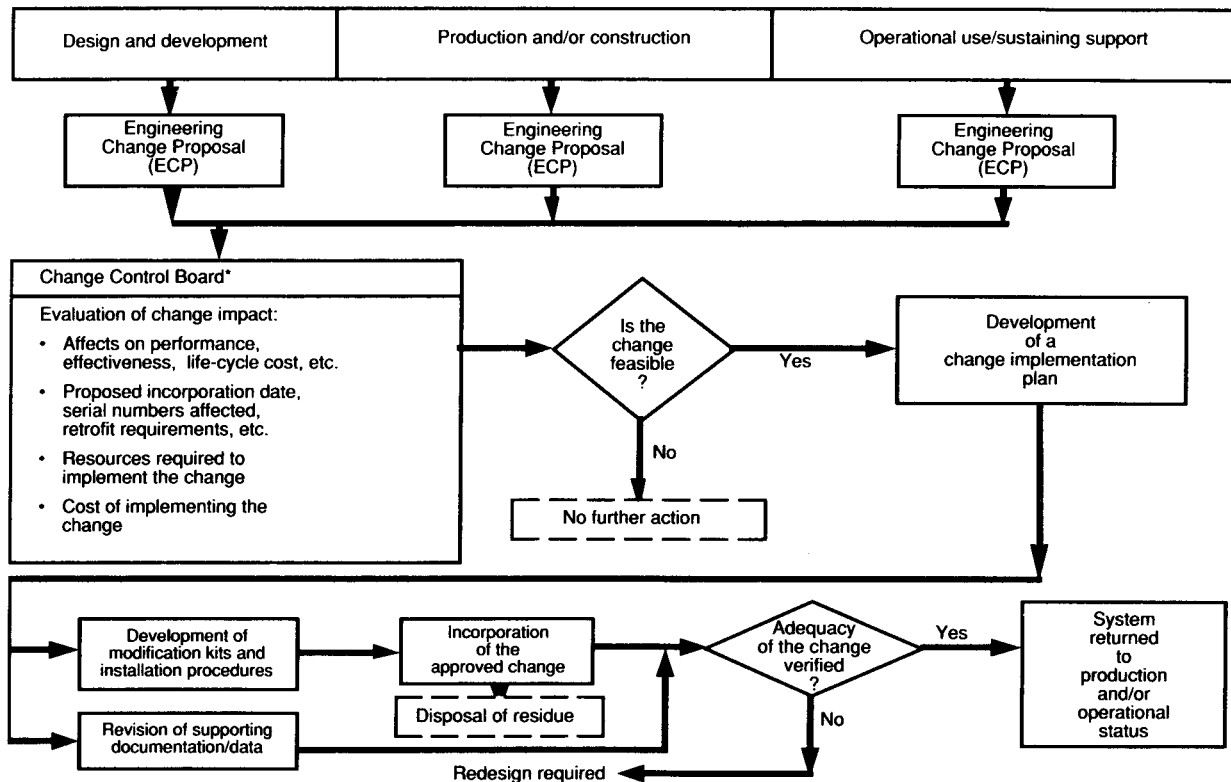 Design and development
Production and/or construction
Operational use/sustaining support
Engineering
Change Proposal
(ECP)
Engineering
Change Proposal
(ECP)
Engineering
Change Proposal
(ECP)
Change Control Board*
Evaluation of change impact:
• Affects on performance,
effectiveness, life-cycle cost, etc.
• Proposed incorporation date,
serial numbers affected,
retrofit requirements, etc.
• Resources required to
implement the change
• Cost of implementing the
change
Is the
change
feasible
?
Yes
No
No further action
Development
of a
change implementation
plan
Development of
modification kits and
installation procedures
Incorporation
of the
approved change
Disposal of residue
Revision of supporting
documentation/data
Adequacy
of the change
verified
?
Yes
No
Redesign required
System
returned
to
production
and/or
operational
status